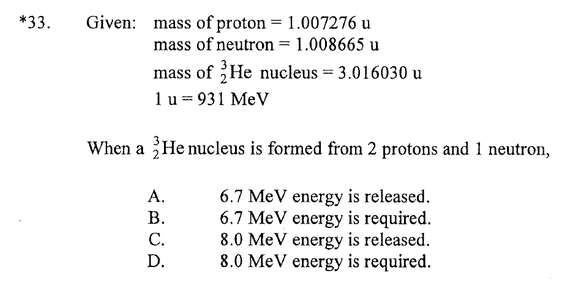 *33. Given: mass of proton = 1.007276 u
mass of neutron = 1.008665 u
mass of ³₂He nucleus = 3.016030 u
1 u = 931 MeV
When a ³₂He nucleus is formed from 2 protons and 1 neutron,
A. 6.7 MeV energy is released.
B. 6.7 MeV energy is required.
C. 8.0 MeV energy is released.
D. 8.0 MeV energy is required.